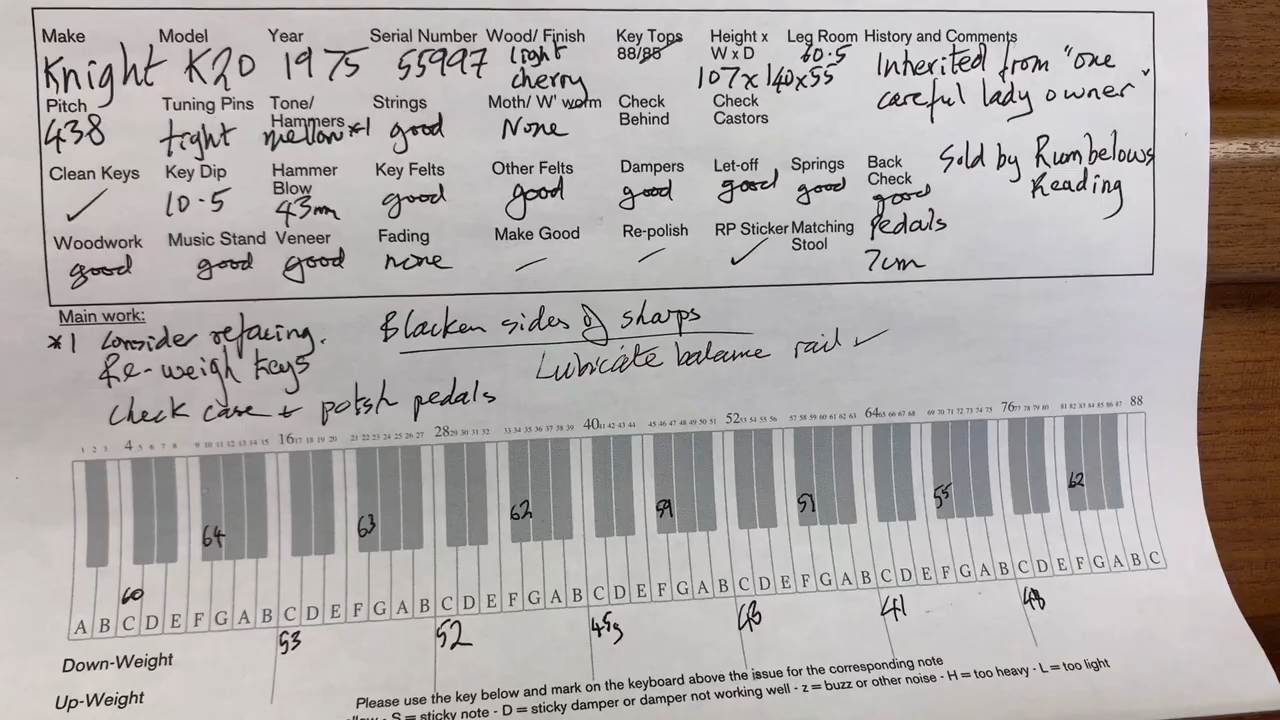 Make Model Year Serial Number Wood/ Finish Key Tops Height x Leg Room History and Comments
88/85 W x D 60.5
Knight K20 1975 55997 light cherry 107 x 140 x 55 Inherited from "one
careful lady owner"
Pitch Tuning Pins Tone/ Hammers Strings Moth/ W' worm Check Behind Check Castors
438 tight mellow *1 good None
Sold by Rumbelows
Reading
Clean Keys Key Dip Hammer Blow Key Felts Other Felts Dampers Let-off Springs Back Check
✓ 10.5 43mm good good good good good good
Woodwork Music Stand Veneer Fading Make Good Re-polish RP Sticker Matching Stool Pedals
good good good none – – ✓ 7cm
Main work:
*1 Consider refacing. Blacken sides of sharps
Re-weigh keys Lubricate balance rail ✓
Check case + polish pedals
1 2 3 4 5 6 7 8 9 10 11 12 13 14 15 16 17 18 19 20 21 22 23 24 25 26 27 28 29 30 31 32 33 34 35 36 37 38 39 40 41 42 43 44 45 46 47 48 49 50 51 52 53 54 55 56 57 58 59 60 61 62 63 64 65 66 67 68 69 70 71 72 73 74 75 76 77 78 79 80 81 82 83 84 85 86 87 88
64 63 62 59 51 55 62
60
A B C D E F G A B C D E F G A B C D E F G A B C D E F G A B C D E F G A B C D E F G A B C D E F G A B C
53 52 41 48
Down-Weight
Up-Weight
Please use the key below and mark on the keyboard above the issue for the corresponding note
S = sticky note - D = sticky damper or damper not working well - z = buzz or other noise - H = too heavy - L = too light